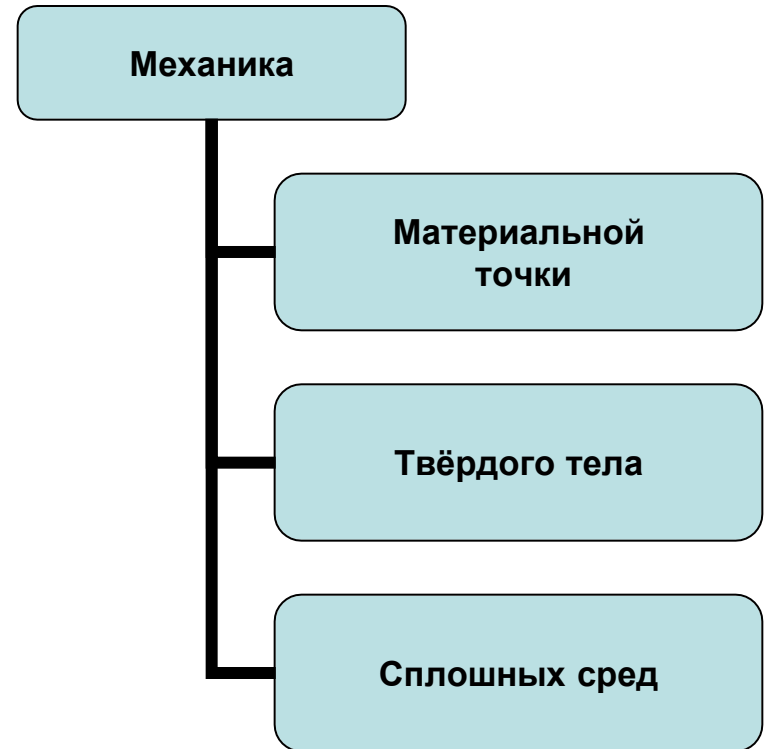 Механика
Материальной
точки
Твёрдого тела
Сплошных сред